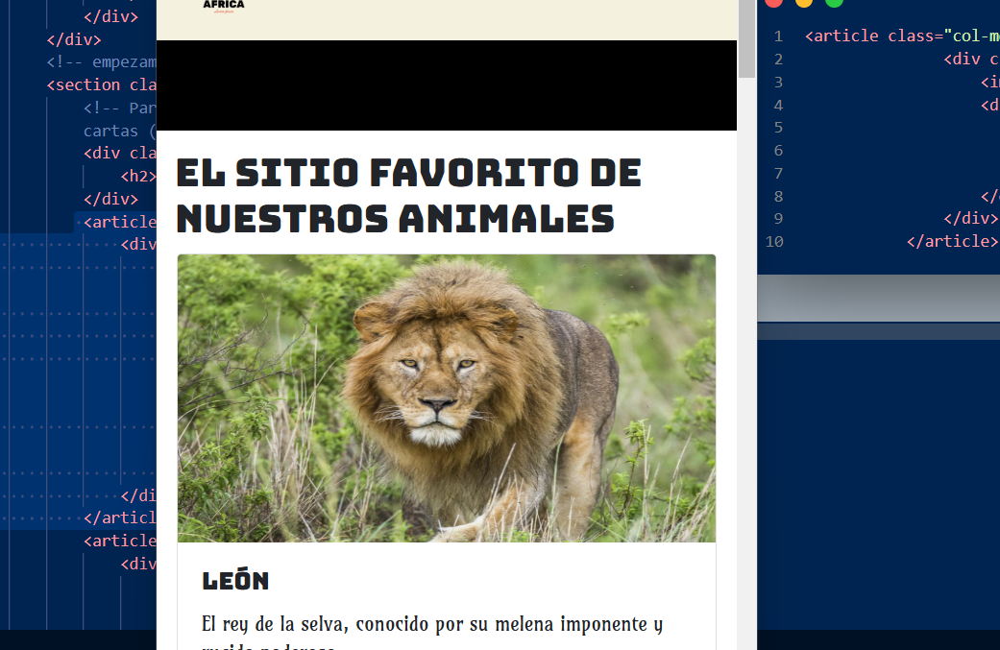 </div>
</div>
<!-- empezam
<section cla
<!-- Par
cartas (
<div cla
<h2>
</div>
<article
<div
</di
</articl
<article
<div
ÁFRICA
EL SITIO FAVORITO DE
NUESTROS ANIMALES
LEÓN
El rey de la selva, conocido por su melena imponente y
1 <article class="col-m
2 <div c
3 <i
4 <d
5
6
7
8 </
9 </div>
10 </article>